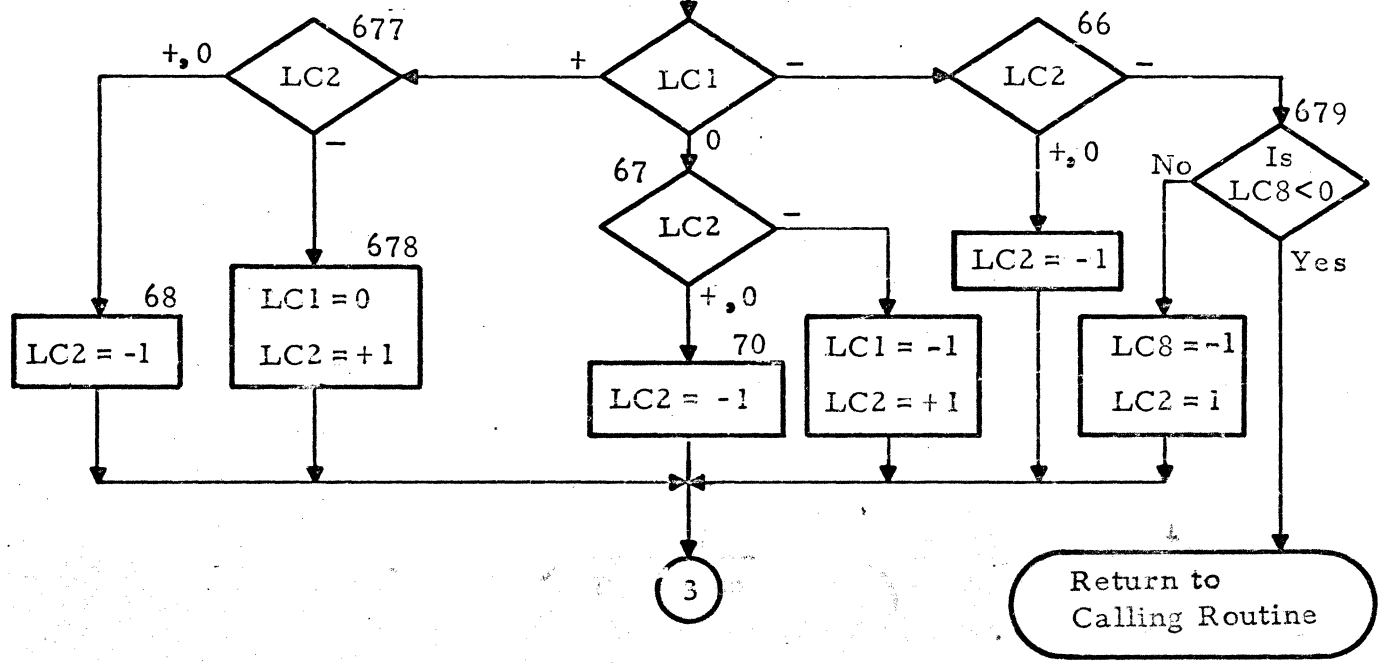 677
+,0
LC2
−
+
LC1
−
0
66
LC2
−
+,0
679
Is
LC8<0
No
Yes
67
LC2
−
+,0
678
LC1 = 0
LC2 = +1
68
LC2 = -1
70
LC2 = -1
LC1 = -1
LC2 = +1
LC2 = -1
LC8 = -1
LC2 = 1
3
Return to
Calling Routine